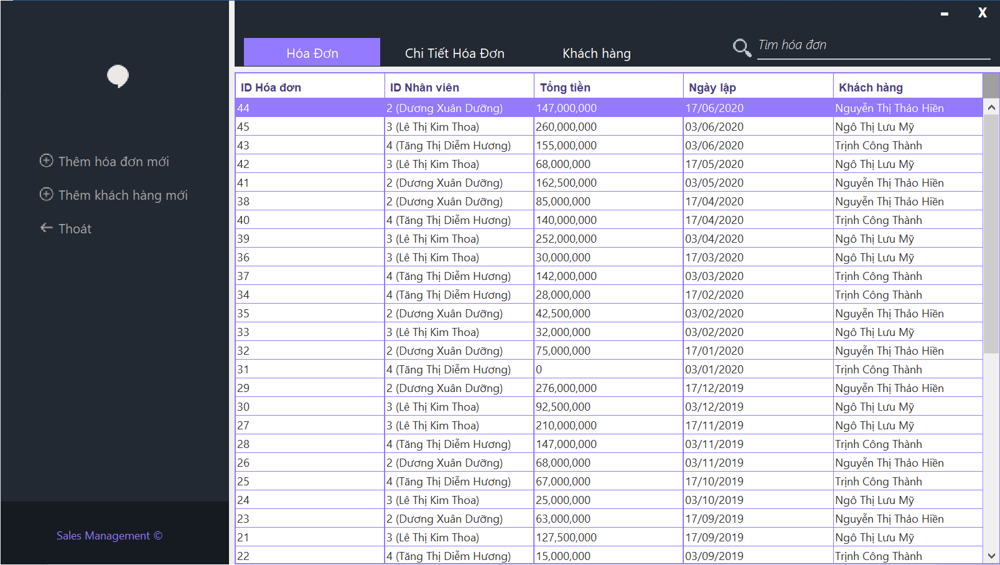 Hóa Đơn Chi Tiết Hóa Đơn Khách hàng Tìm hóa đơn
- X
Thêm hóa đơn mới
Thêm khách hàng mới
Thoát
Sales Management ©
ID Hóa đơn ID Nhân viên Tổng tiền Ngày lập Khách hàng
44 2 (Dương Xuân Dưỡng) 147,000,000 17/06/2020 Nguyễn Thị Thảo Hiền
45 3 (Lê Thị Kim Thoa) 260,000,000 03/06/2020 Ngô Thị Lưu Mỹ
43 4 (Tăng Thị Diễm Hương) 155,000,000 03/06/2020 Trịnh Công Thành
42 3 (Lê Thị Kim Thoa) 68,000,000 17/05/2020 Ngô Thị Lưu Mỹ
41 2 (Dương Xuân Dưỡng) 162,500,000 03/05/2020 Nguyễn Thị Thảo Hiền
38 2 (Dương Xuân Dưỡng) 85,000,000 17/04/2020 Nguyễn Thị Thảo Hiền
40 4 (Tăng Thị Diễm Hương) 140,000,000 17/04/2020 Trịnh Công Thành
39 3 (Lê Thị Kim Thoa) 252,000,000 03/04/2020 Ngô Thị Lưu Mỹ
36 3 (Lê Thị Kim Thoa) 30,000,000 17/03/2020 Ngô Thị Lưu Mỹ
37 4 (Tăng Thị Diễm Hương) 142,000,000 03/03/2020 Trịnh Công Thành
34 4 (Tăng Thị Diễm Hương) 28,000,000 17/02/2020 Trịnh Công Thành
35 2 (Dương Xuân Dưỡng) 42,500,000 03/02/2020 Nguyễn Thị Thảo Hiền
33 3 (Lê Thị Kim Thoa) 32,000,000 03/02/2020 Ngô Thị Lưu Mỹ
32 2 (Dương Xuân Dưỡng) 75,000,000 17/01/2020 Nguyễn Thị Thảo Hiền
31 4 (Tăng Thị Diễm Hương) 0 03/01/2020 Trịnh Công Thành
29 2 (Dương Xuân Dưỡng) 276,000,000 17/12/2019 Nguyễn Thị Thảo Hiền
30 3 (Lê Thị Kim Thoa) 92,500,000 03/12/2019 Ngô Thị Lưu Mỹ
27 3 (Lê Thị Kim Thoa) 210,000,000 17/11/2019 Ngô Thị Lưu Mỹ
28 4 (Tăng Thị Diễm Hương) 147,000,000 03/11/2019 Trịnh Công Thành
26 2 (Dương Xuân Dưỡng) 68,000,000 03/11/2019 Nguyễn Thị Thảo Hiền
25 4 (Tăng Thị Diễm Hương) 67,000,000 17/10/2019 Trịnh Công Thành
24 3 (Lê Thị Kim Thoa) 25,000,000 03/10/2019 Ngô Thị Lưu Mỹ
23 2 (Dương Xuân Dưỡng) 63,000,000 17/09/2019 Nguyễn Thị Thảo Hiền
21 3 (Lê Thị Kim Thoa) 127,500,000 17/09/2019 Ngô Thị Lưu Mỹ
22 4 (Tăng Thị Diễm Hương) 15,000,000 03/09/2019 Trịnh Công Thành